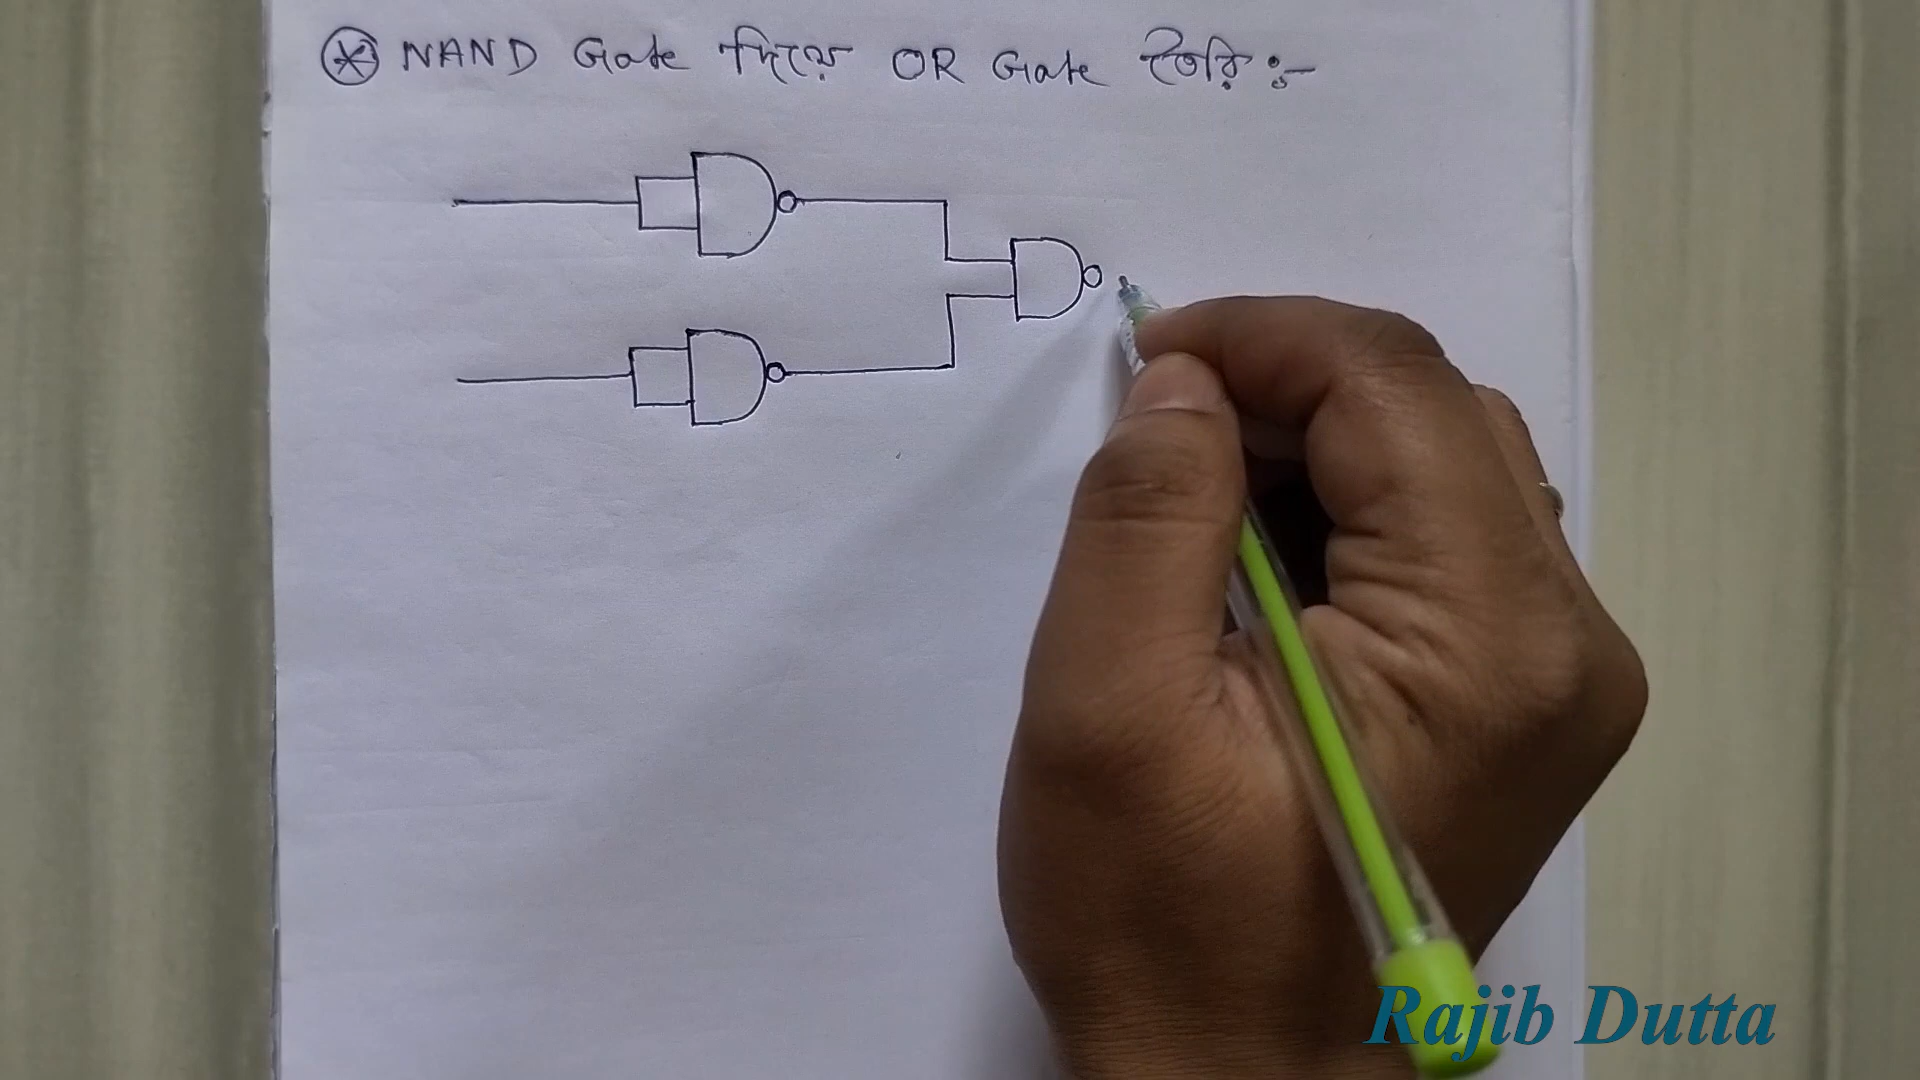 ⊛ NAND Gate দিয়ে OR Gate তৈরি :-
Rajib Dutta